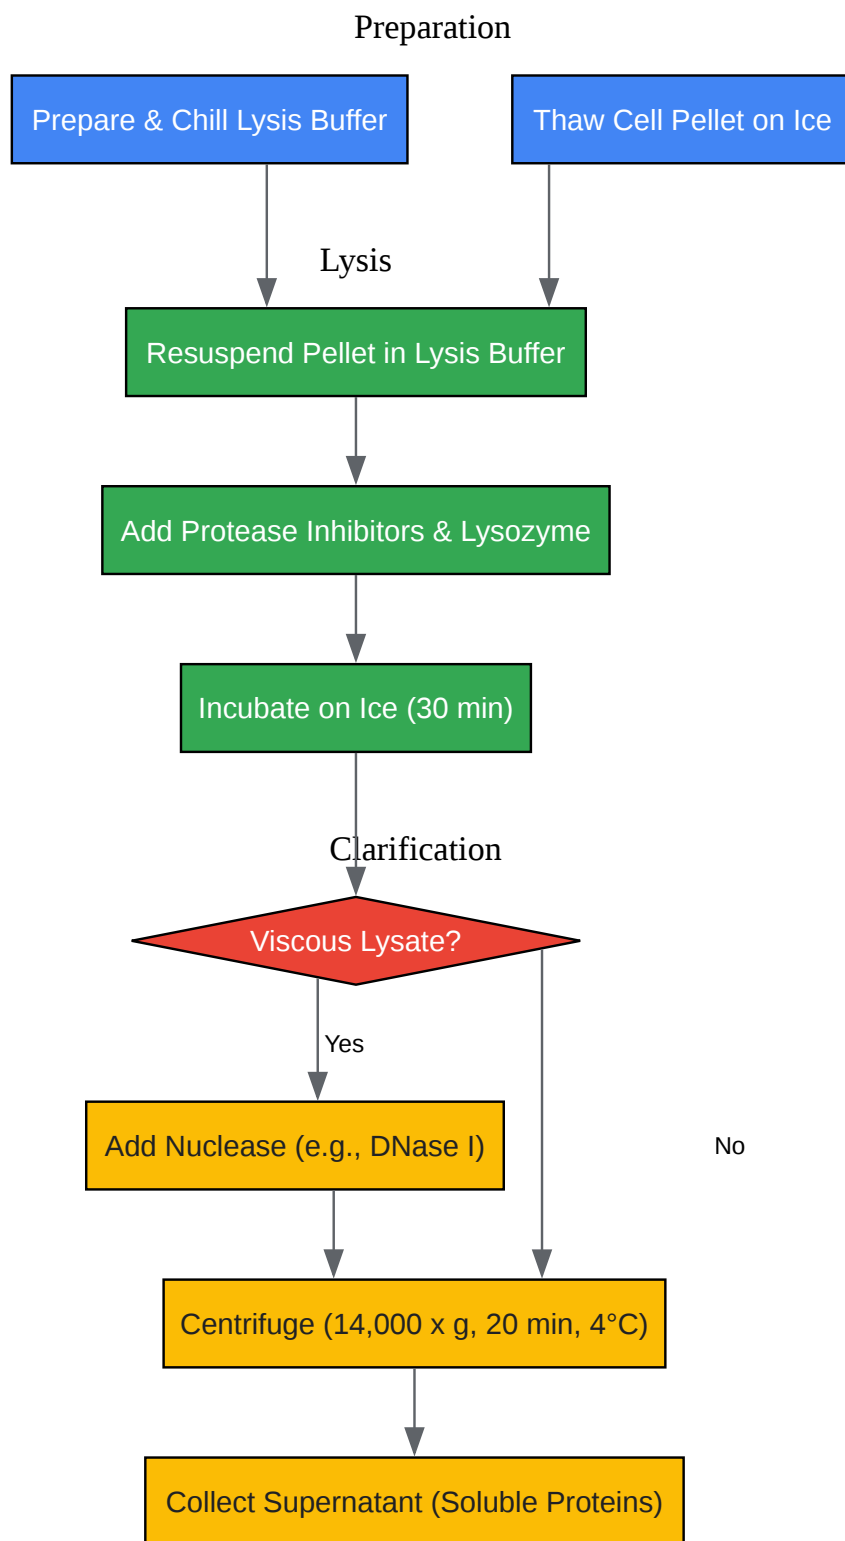 Preparation
Prepare & Chill Lysis Buffer
Thaw Cell Pellet on Ice
Lysis
Resuspend Pellet in Lysis Buffer
Add Protease Inhibitors & Lysozyme
Incubate on Ice (30 min)
Clarification
Viscous Lysate?
Yes
Add Nuclease (e.g., DNase I)
No
Centrifuge (14,000 x g, 20 min, 4°C)
Collect Supernatant (Soluble Proteins)